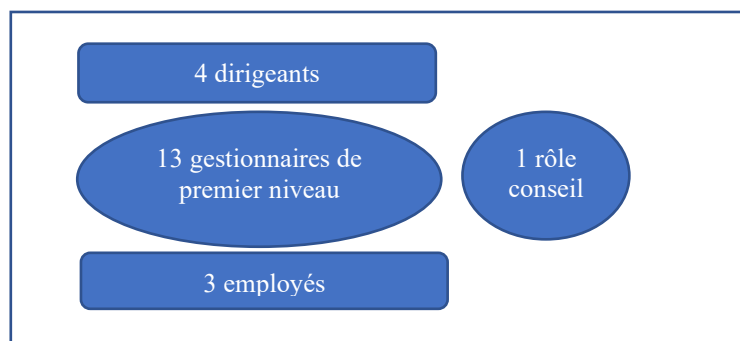 4 dirigeants
13 gestionnaires de
premier niveau
1 rôle
conseil
3 employés